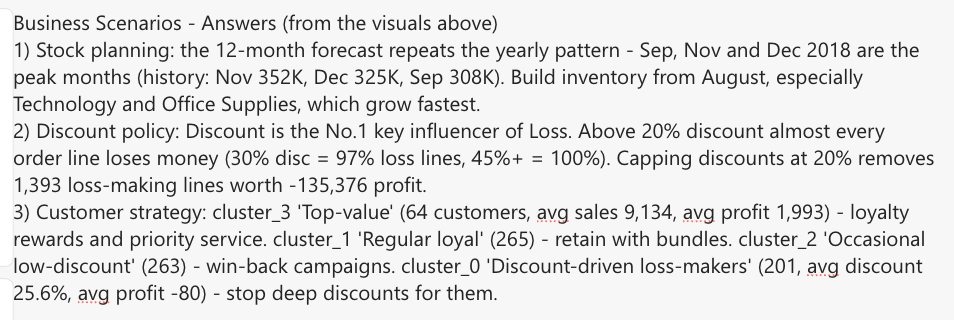 Business Scenarios - Answers (from the visuals above)
1) Stock planning: the 12-month forecast repeats the yearly pattern - Sep, Nov and Dec 2018 are the
peak months (history: Nov 352K, Dec 325K, Sep 308K). Build inventory from August, especially
Technology and Office Supplies, which grow fastest.
2) Discount policy: Discount is the No.1 key influencer of Loss. Above 20% discount almost every
order line loses money (30% disc = 97% loss lines, 45%+ = 100%). Capping discounts at 20% removes
1,393 loss-making lines worth -135,376 profit.
3) Customer strategy: cluster_3 'Top-value' (64 customers, avg sales 9,134, avg profit 1,993) - loyalty
rewards and priority service. cluster_1 'Regular loyal' (265) - retain with bundles. cluster_2 'Occasional
low-discount' (263) - win-back campaigns. cluster_0 'Discount-driven loss-makers' (201, avg discount
25.6%, avg profit -80) - stop deep discounts for them.